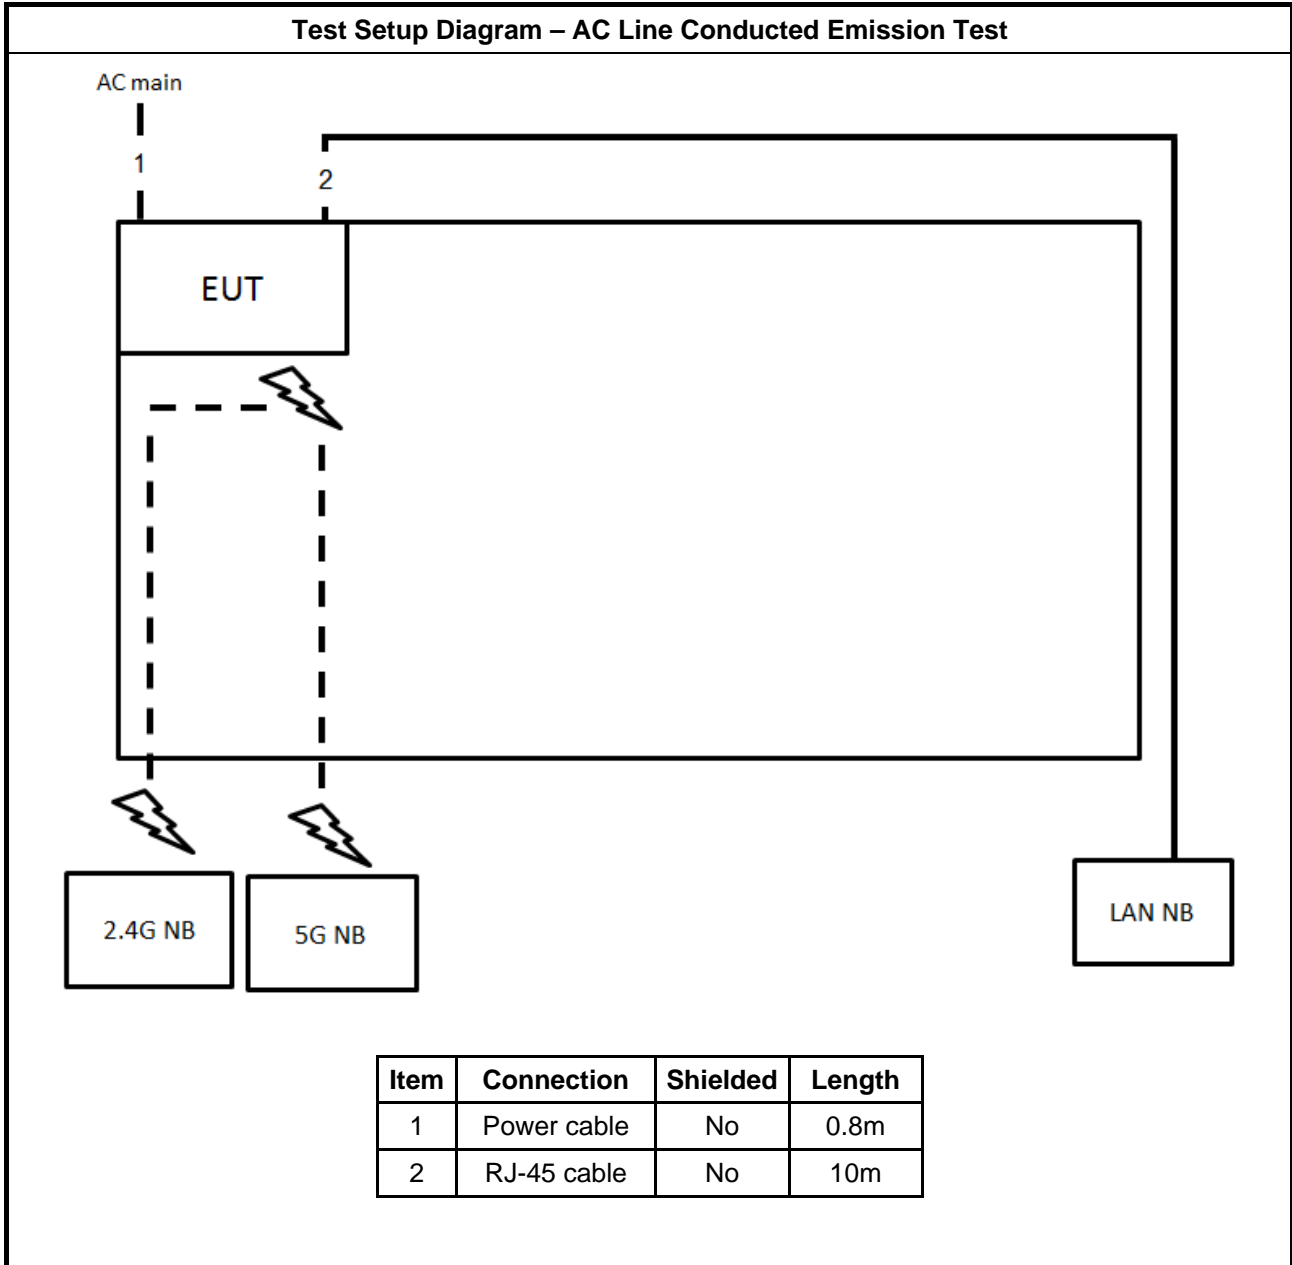 Test Setup Diagram – AC Line Conducted Emission Test
AC main
1
2
EUT
2.4G NB
5G NB
LAN NB
Item Connection Shielded Length
1 Power cable No 0.8m
2 RJ-45 cable No 10m